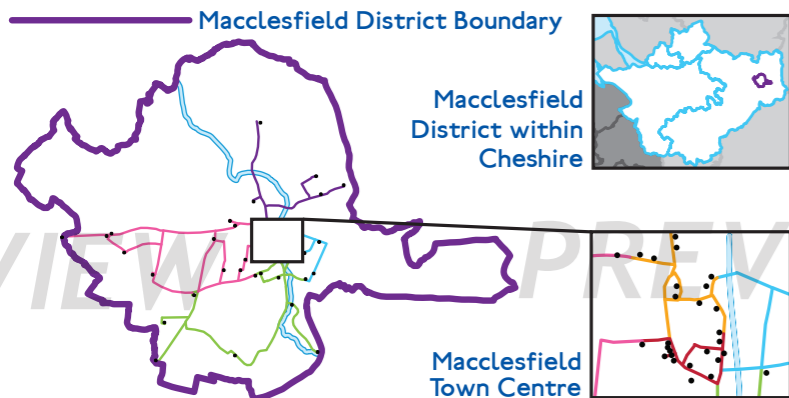 Macclesfield District Boundary
Macclesfield
District within
Cheshire
VIEW
PREV
Macclesfield
Town Centre